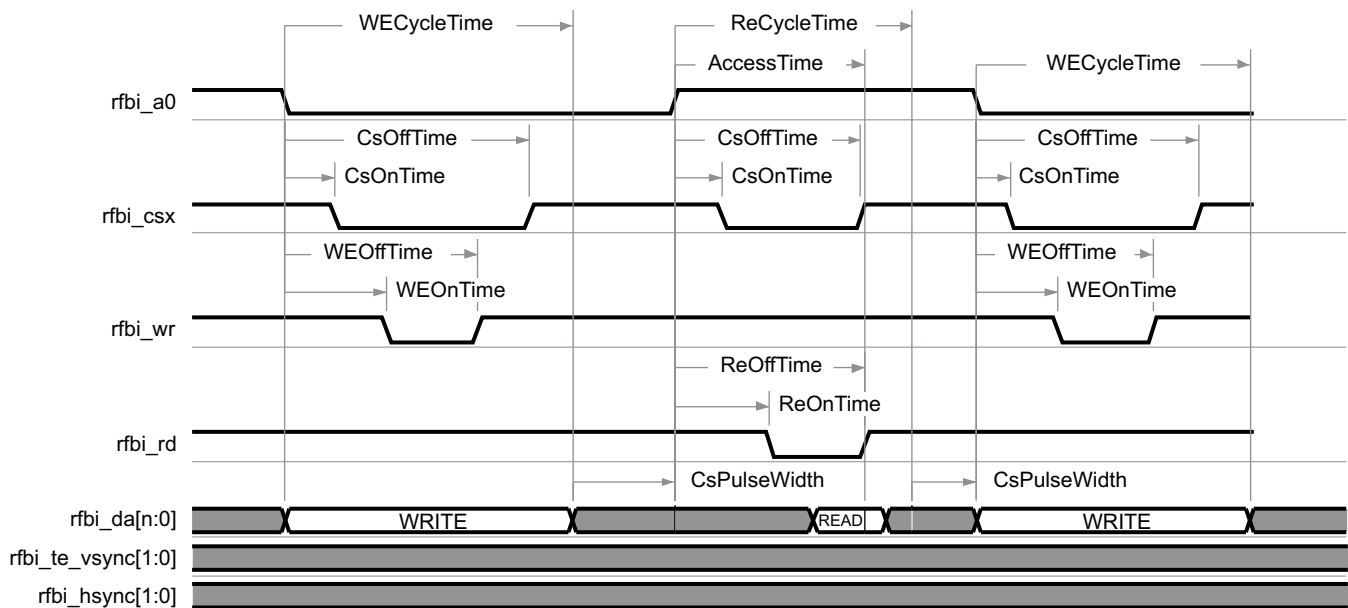 WECycleTime ReCycleTime
AccessTime WECycleTime
rfbi_a0
CsOffTime CsOffTime CsOffTime
CsOnTime CsOnTime CsOnTime
rfbi_csx
WEOffTime WEOffTime
WEOnTime WEOnTime
rfbi_wr
ReOffTime
ReOnTime
rfbi_rd
CsPulseWidth CsPulseWidth
rfbi_da[n:0] WRITE READ WRITE
rfbi_te_vsync[1:0]
rfbi_hsync[1:0]